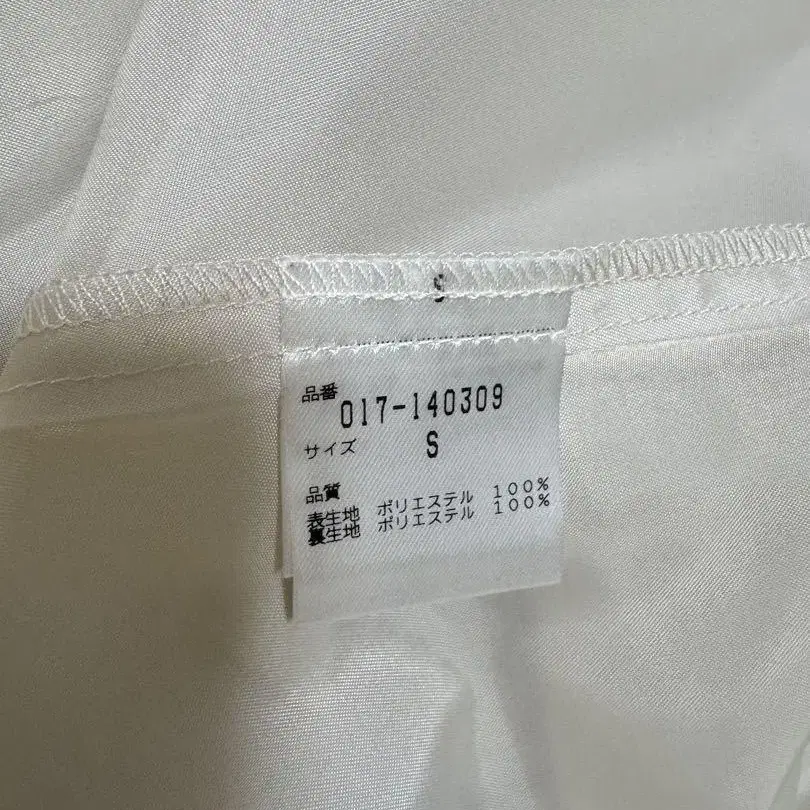 S
品番
017-140309
サイズ S
品質
表生地 ポリエステル 100%
裏生地 ポリエステル 100%